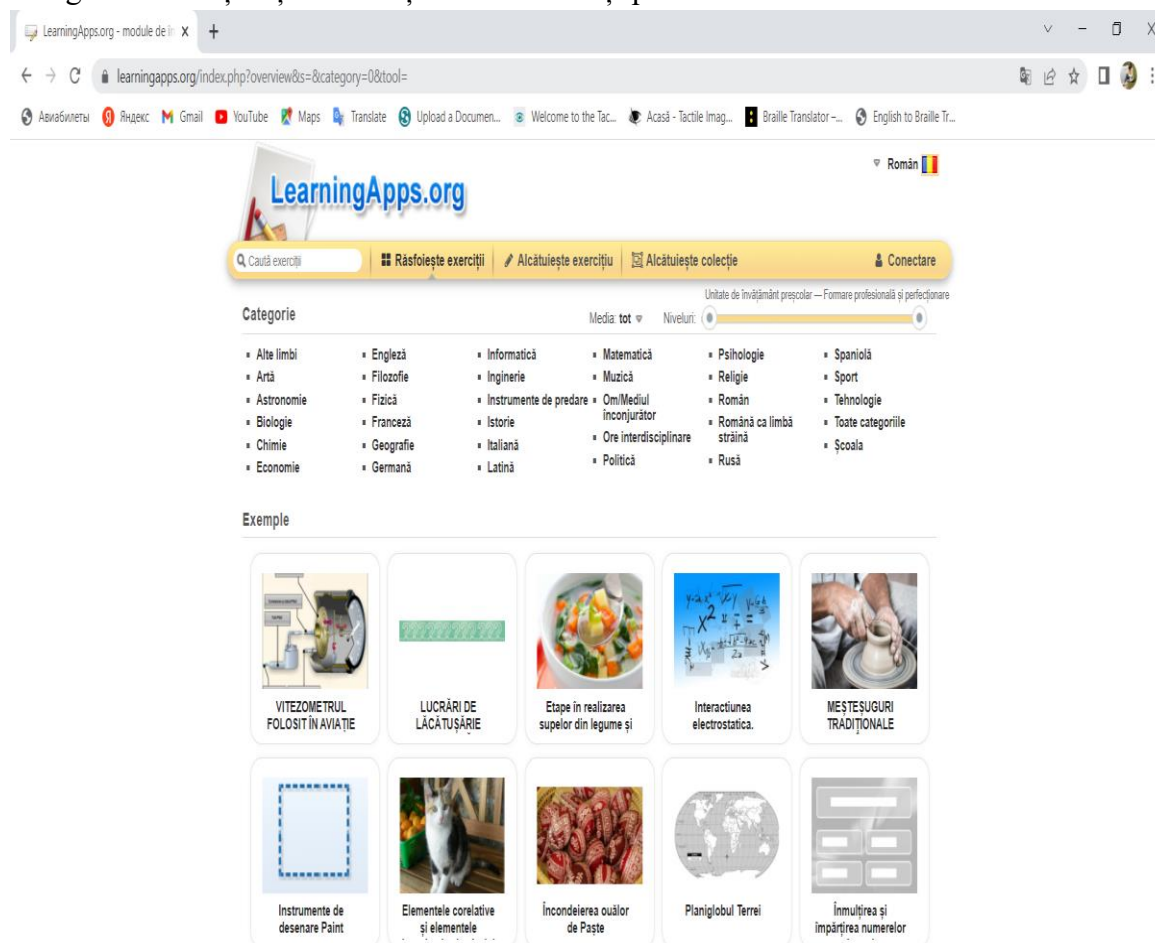 LearningApps.org - module de în
learningapps.org/index.php?overview&s=&category=0&tool=
Авиабилеты Яндекс Gmail YouTube Maps Translate Upload a Documen... Welcome to the Tac... Acasă - Tactile Imag... Braille Translator –... English to Braille Tr...
LearningApps.org
Român
Caută exerciții Răsfoiește exerciții Alcătuiește exercițiu Alcătuiește colecție Conectare
Unitate de învățământ preșcolar — Formare profesională și perfecționare
Categorie Media: tot Niveluri:
Alte limbi
Artă
Astronomie
Biologie
Chimie
Economie
Engleză
Filozofie
Fizică
Franceză
Geografie
Germană
Informatică
Inginerie
Instrumente de predare
Istorie
Italiană
Latină
Matematică
Muzică
Om/Mediul
înconjurător
Ore interdisciplinare
Politică
Psihologie
Religie
Român
Română ca limbă
străină
Rusă
Spaniolă
Sport
Tehnologie
Toate categoriile
Școala
Exemple
VITEZOMETRUL
FOLOSIT ÎN AVIAȚIE
LUCRĂRI DE
LĂCĂTUȘĂRIE
Etape în realizarea
supelor din legume și
Interactiunea
electrostatica.
MEȘTEȘUGURI
TRADIȚIONALE
Instrumente de
desenare Paint
Elementele corelative
și elementele
Încondeierea ouălor
de Paște
Planiglobul Terrei
Înmulțirea și
împărțirea numerelor